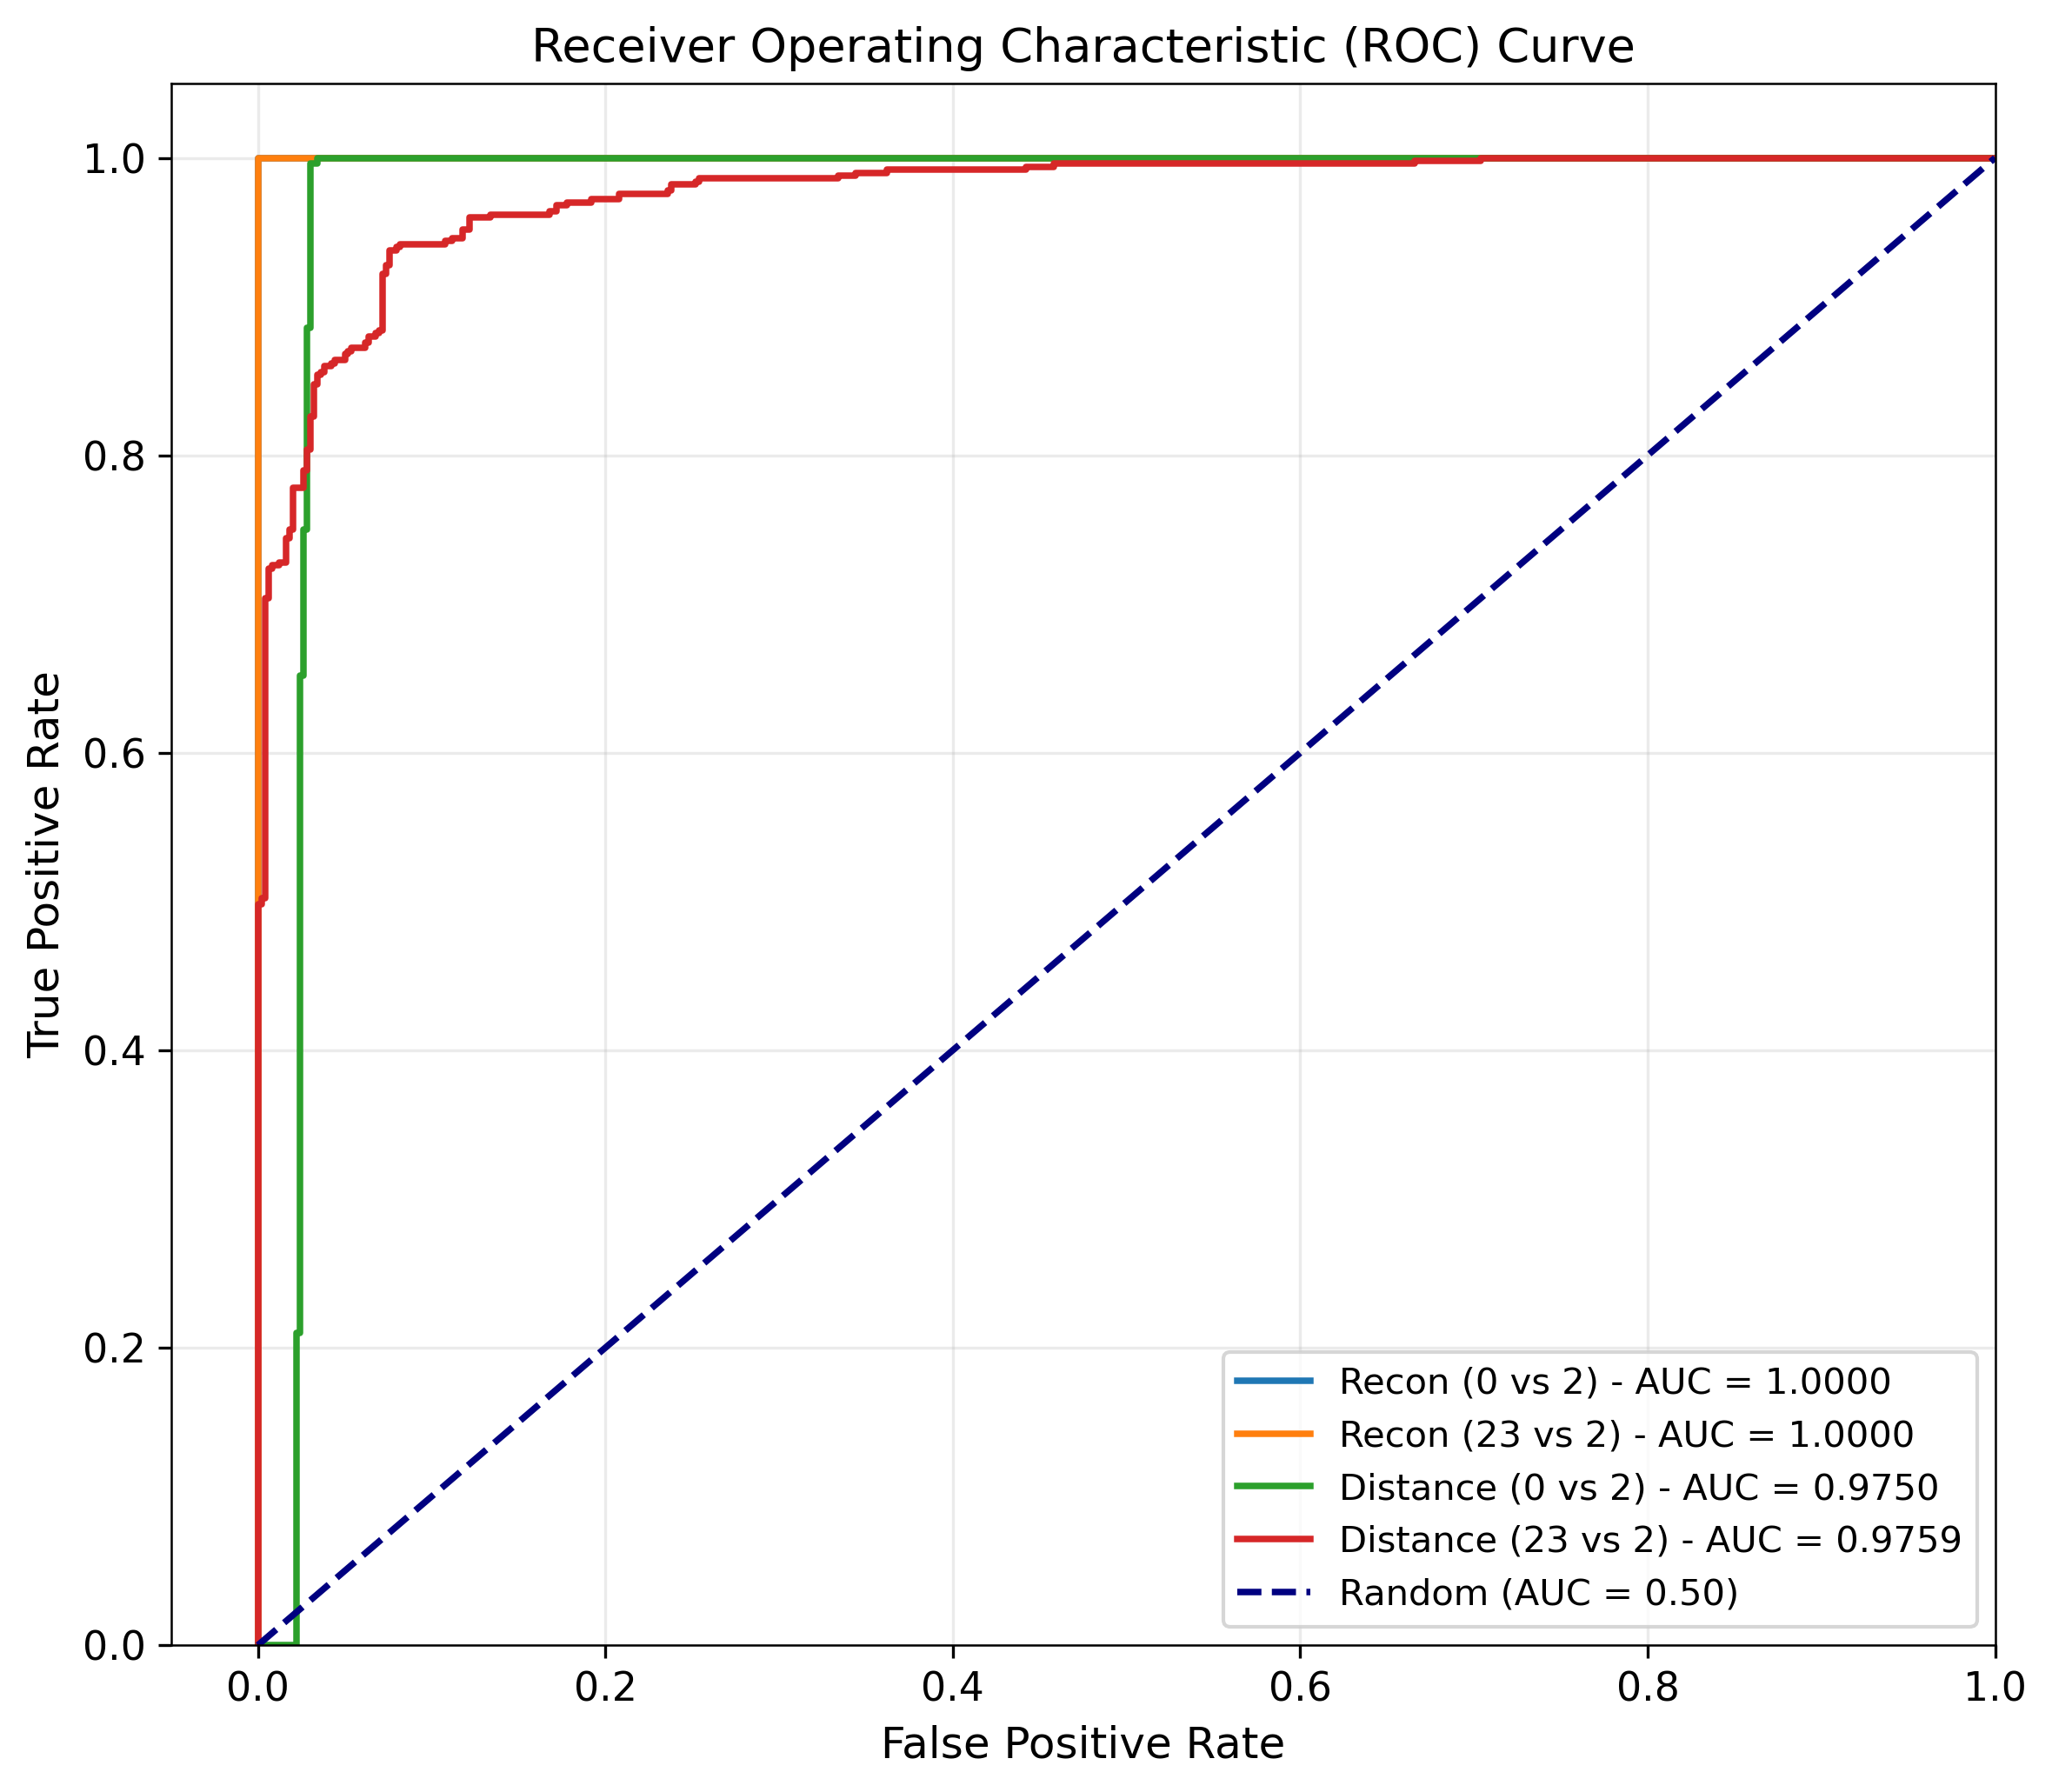 Receiver Operating Characteristic (ROC) Curve
True Positive Rate
1.0
0.8
0.6
0.4
0.2
0.0
0.0 0.2 0.4 0.6 0.8 1.0
False Positive Rate
Recon (0 vs 2) - AUC = 1.0000
Recon (23 vs 2) - AUC = 1.0000
Distance (0 vs 2) - AUC = 0.9750
Distance (23 vs 2) - AUC = 0.9759
Random (AUC = 0.50)